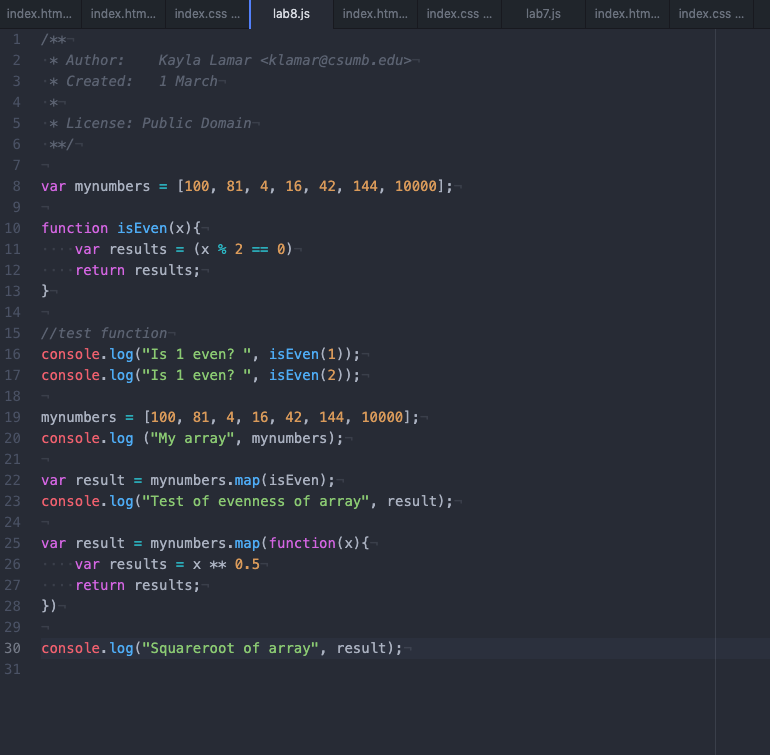 index.htm... index.htm... index.css ... lab8.js index.htm... index.css ... lab7.js index.htm... index.css ...
1 /**
2  * Author:    Kayla Lamar <klamar@csumb.edu>
3  * Created:   1 March
4  *
5  * License: Public Domain
6  **/
7
8 var mynumbers = [100, 81, 4, 16, 42, 144, 10000];
9
10 function isEven(x){
11     var results = (x % 2 == 0)
12     return results;
13 }
14
15 //test function
16 console.log("Is 1 even? ", isEven(1));
17 console.log("Is 1 even? ", isEven(2));
18
19 mynumbers = [100, 81, 4, 16, 42, 144, 10000];
20 console.log ("My array", mynumbers);
21
22 var result = mynumbers.map(isEven);
23 console.log("Test of evenness of array", result);
24
25 var result = mynumbers.map(function(x){
26     var results = x ** 0.5
27     return results;
28 })
29
30 console.log("Squareroot of array", result);
31